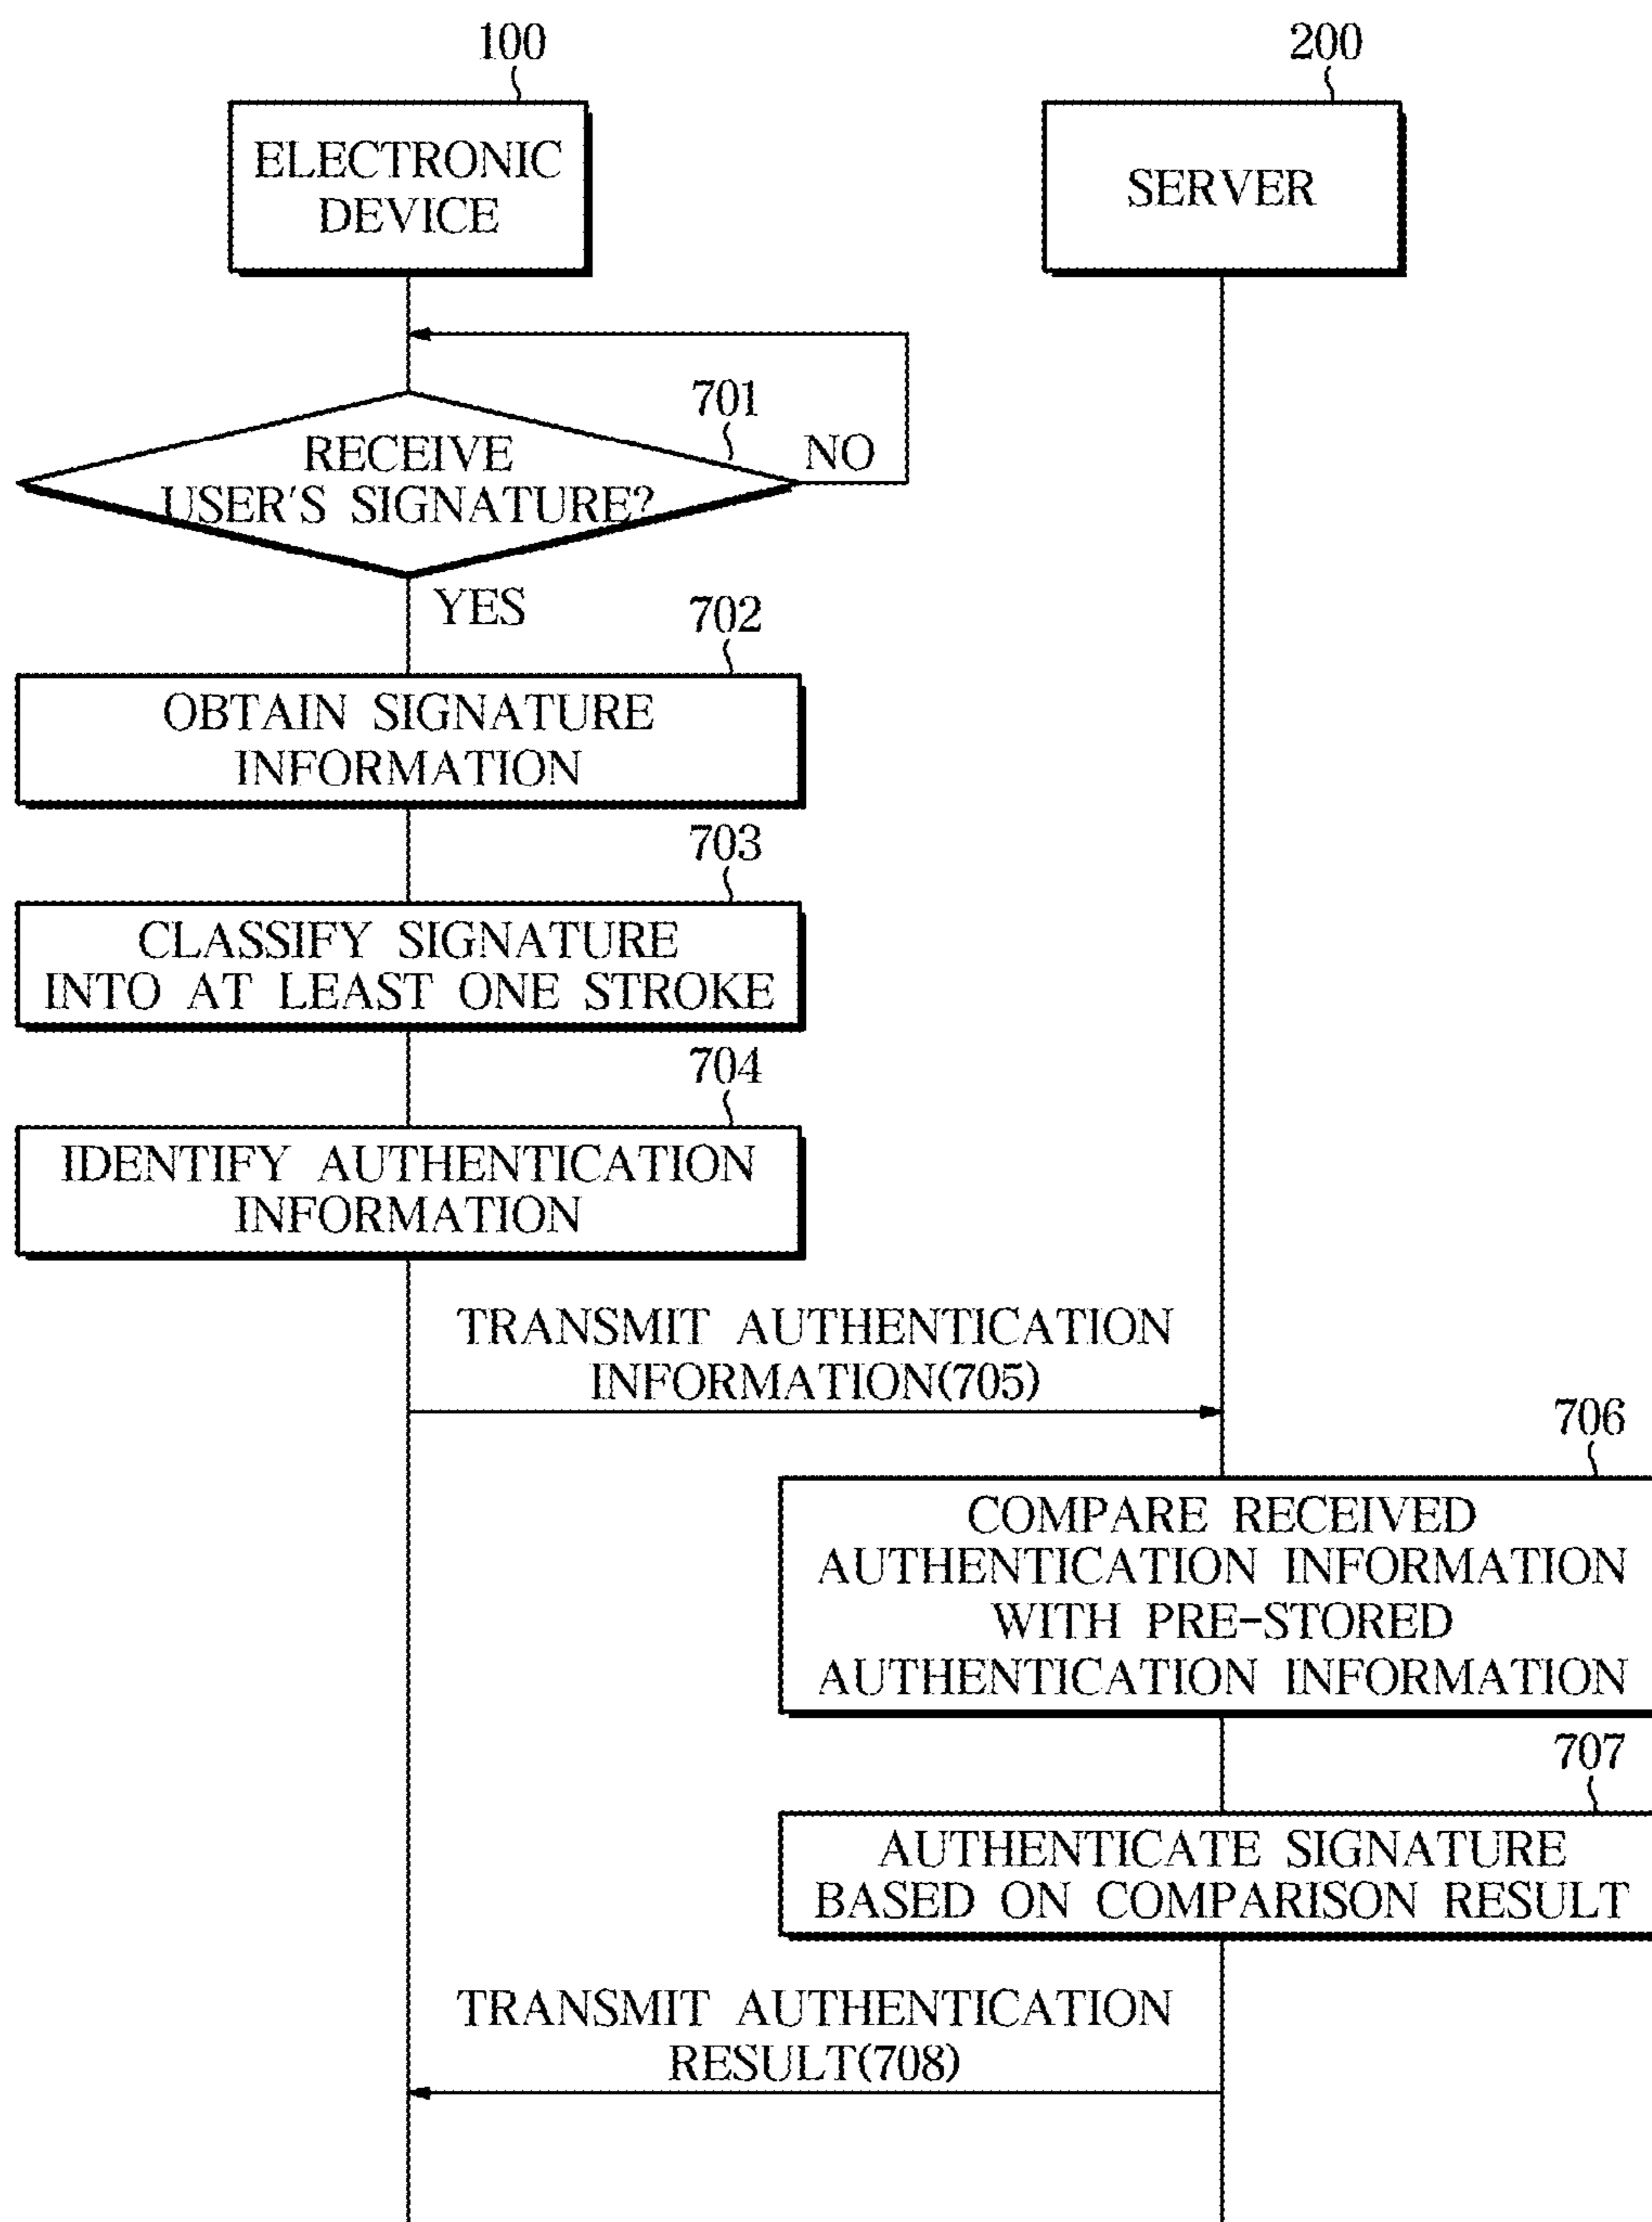 100
200
ELECTRONIC
DEVICE
SERVER
701
RECEIVE
USER'S SIGNATURE?
NO
YES
702
OBTAIN SIGNATURE
INFORMATION
703
CLASSIFY SIGNATURE
INTO AT LEAST ONE STROKE
704
IDENTIFY AUTHENTICATION
INFORMATION
TRANSMIT AUTHENTICATION
INFORMATION(705)
706
COMPARE RECEIVED
AUTHENTICATION INFORMATION
WITH PRE-STORED
AUTHENTICATION INFORMATION
707
AUTHENTICATE SIGNATURE
BASED ON COMPARISON RESULT
TRANSMIT AUTHENTICATION
RESULT(708)